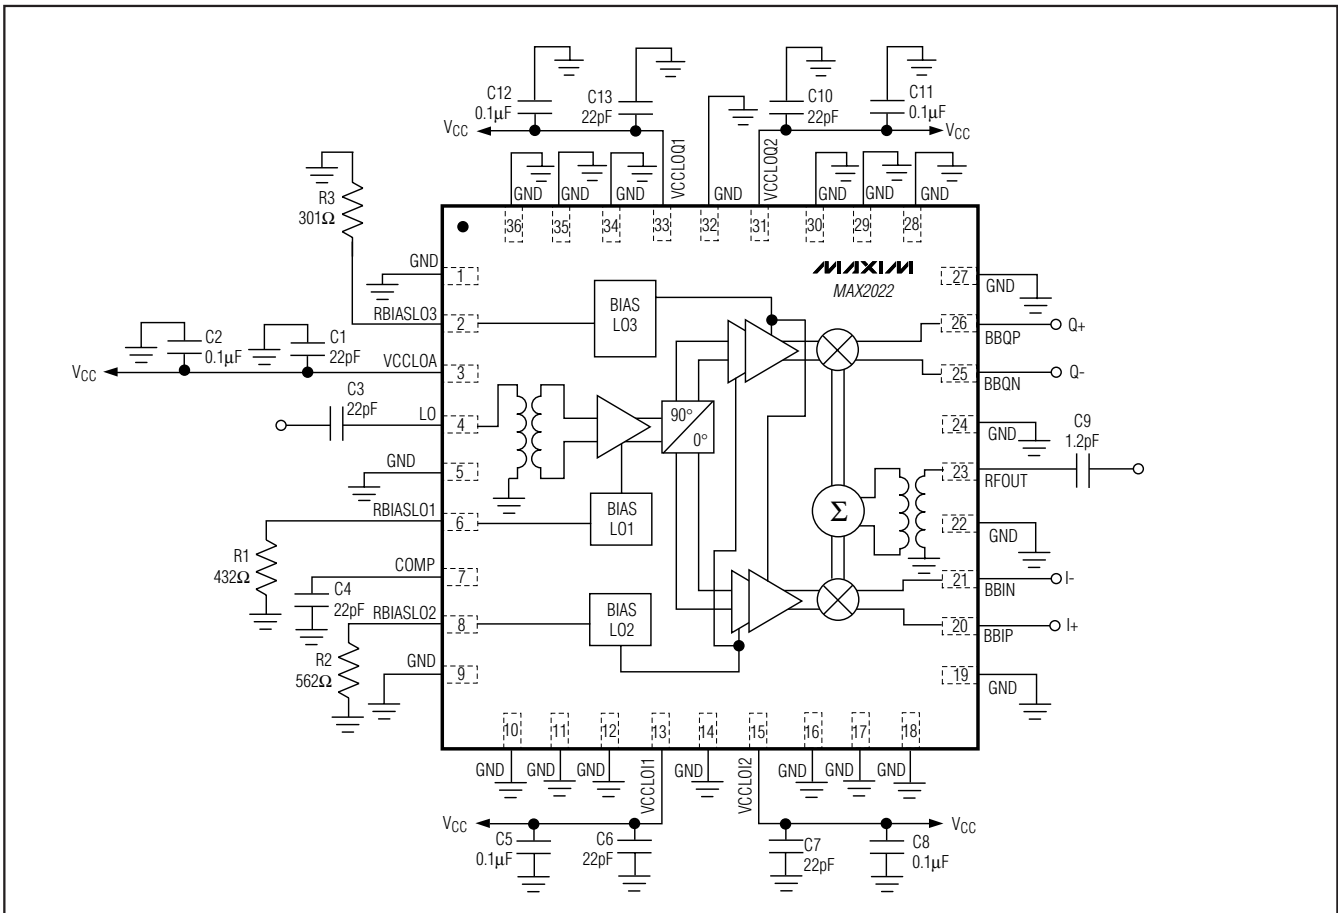 C12
0.1µF
C13
22pF
C10
22pF
C11
0.1µF
VCC
VCC
VCCLOQ1
VCCLOQ2
GND
GND
GND
GND
GND
GND
GND
36
35
34
33
32
31
30
29
28
R3
301Ω
GND
1
RBIASLO3
2
C2
0.1µF
C1
22pF
VCC
VCCLOA
3
C3
22pF
LO
4
GND
5
RBIASLO1
6
R1
432Ω
COMP
7
C4
22pF
RBIASLO2
8
R2
562Ω
GND
9
MAXIM
MAX2022
BIAS
LO3
90°
0°
BIAS
LO1
Σ
BIAS
LO2
27
GND
26
BBQP
Q+
25
BBQN
Q-
24
GND
C9
1.2pF
23
RFOUT
22
GND
21
BBIN
I-
20
BBIP
I+
19
GND
10
11
12
13
14
15
16
17
18
GND
GND
GND
VCCLOI1
GND
VCCLOI2
GND
GND
GND
VCC
VCC
C5
0.1µF
C6
22pF
C7
22pF
C8
0.1µF